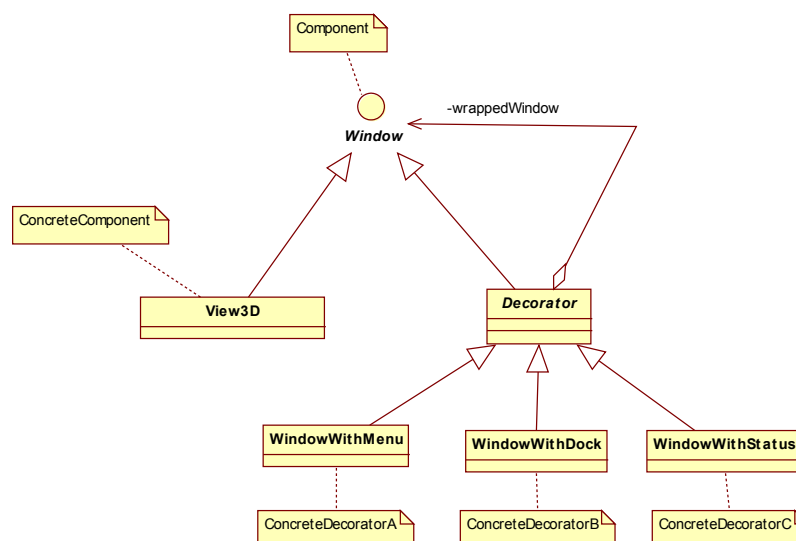 Component
-wrappedWindow
Window
ConcreteComponent
View3D
Decorator
WindowWithMenu
WindowWithDock
WindowWithStatus
ConcreteDecoratorA
ConcreteDecoratorB
ConcreteDecoratorC